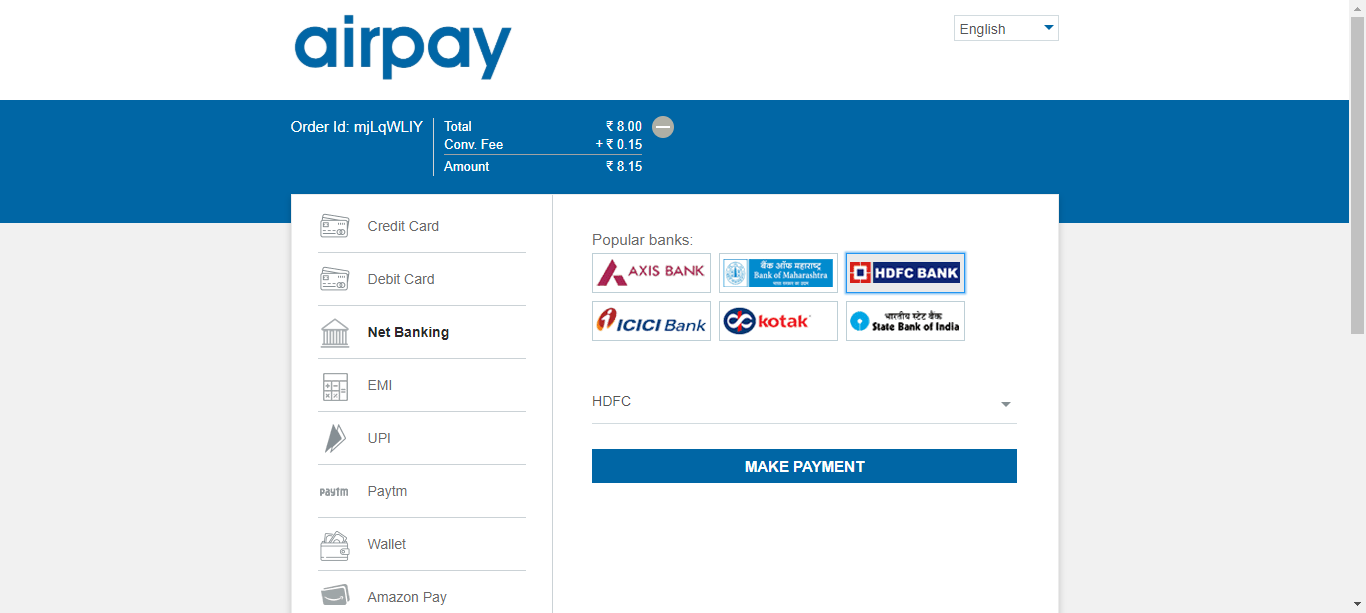 airpay
English
Order Id: mjLqWLIY
Total ₹ 8.00
Conv. Fee + ₹ 0.15
Amount ₹ 8.15
Credit Card
Debit Card
Net Banking
EMI
UPI
Paytm
Paytm
Wallet
Amazon Pay
Popular banks:
AXIS BANK
बैंक ऑफ महाराष्ट्र
Bank of Maharashtra
HDFC BANK
ICICI Bank
kotak
भारतीय स्टेट बैंक
State Bank of India
HDFC
MAKE PAYMENT